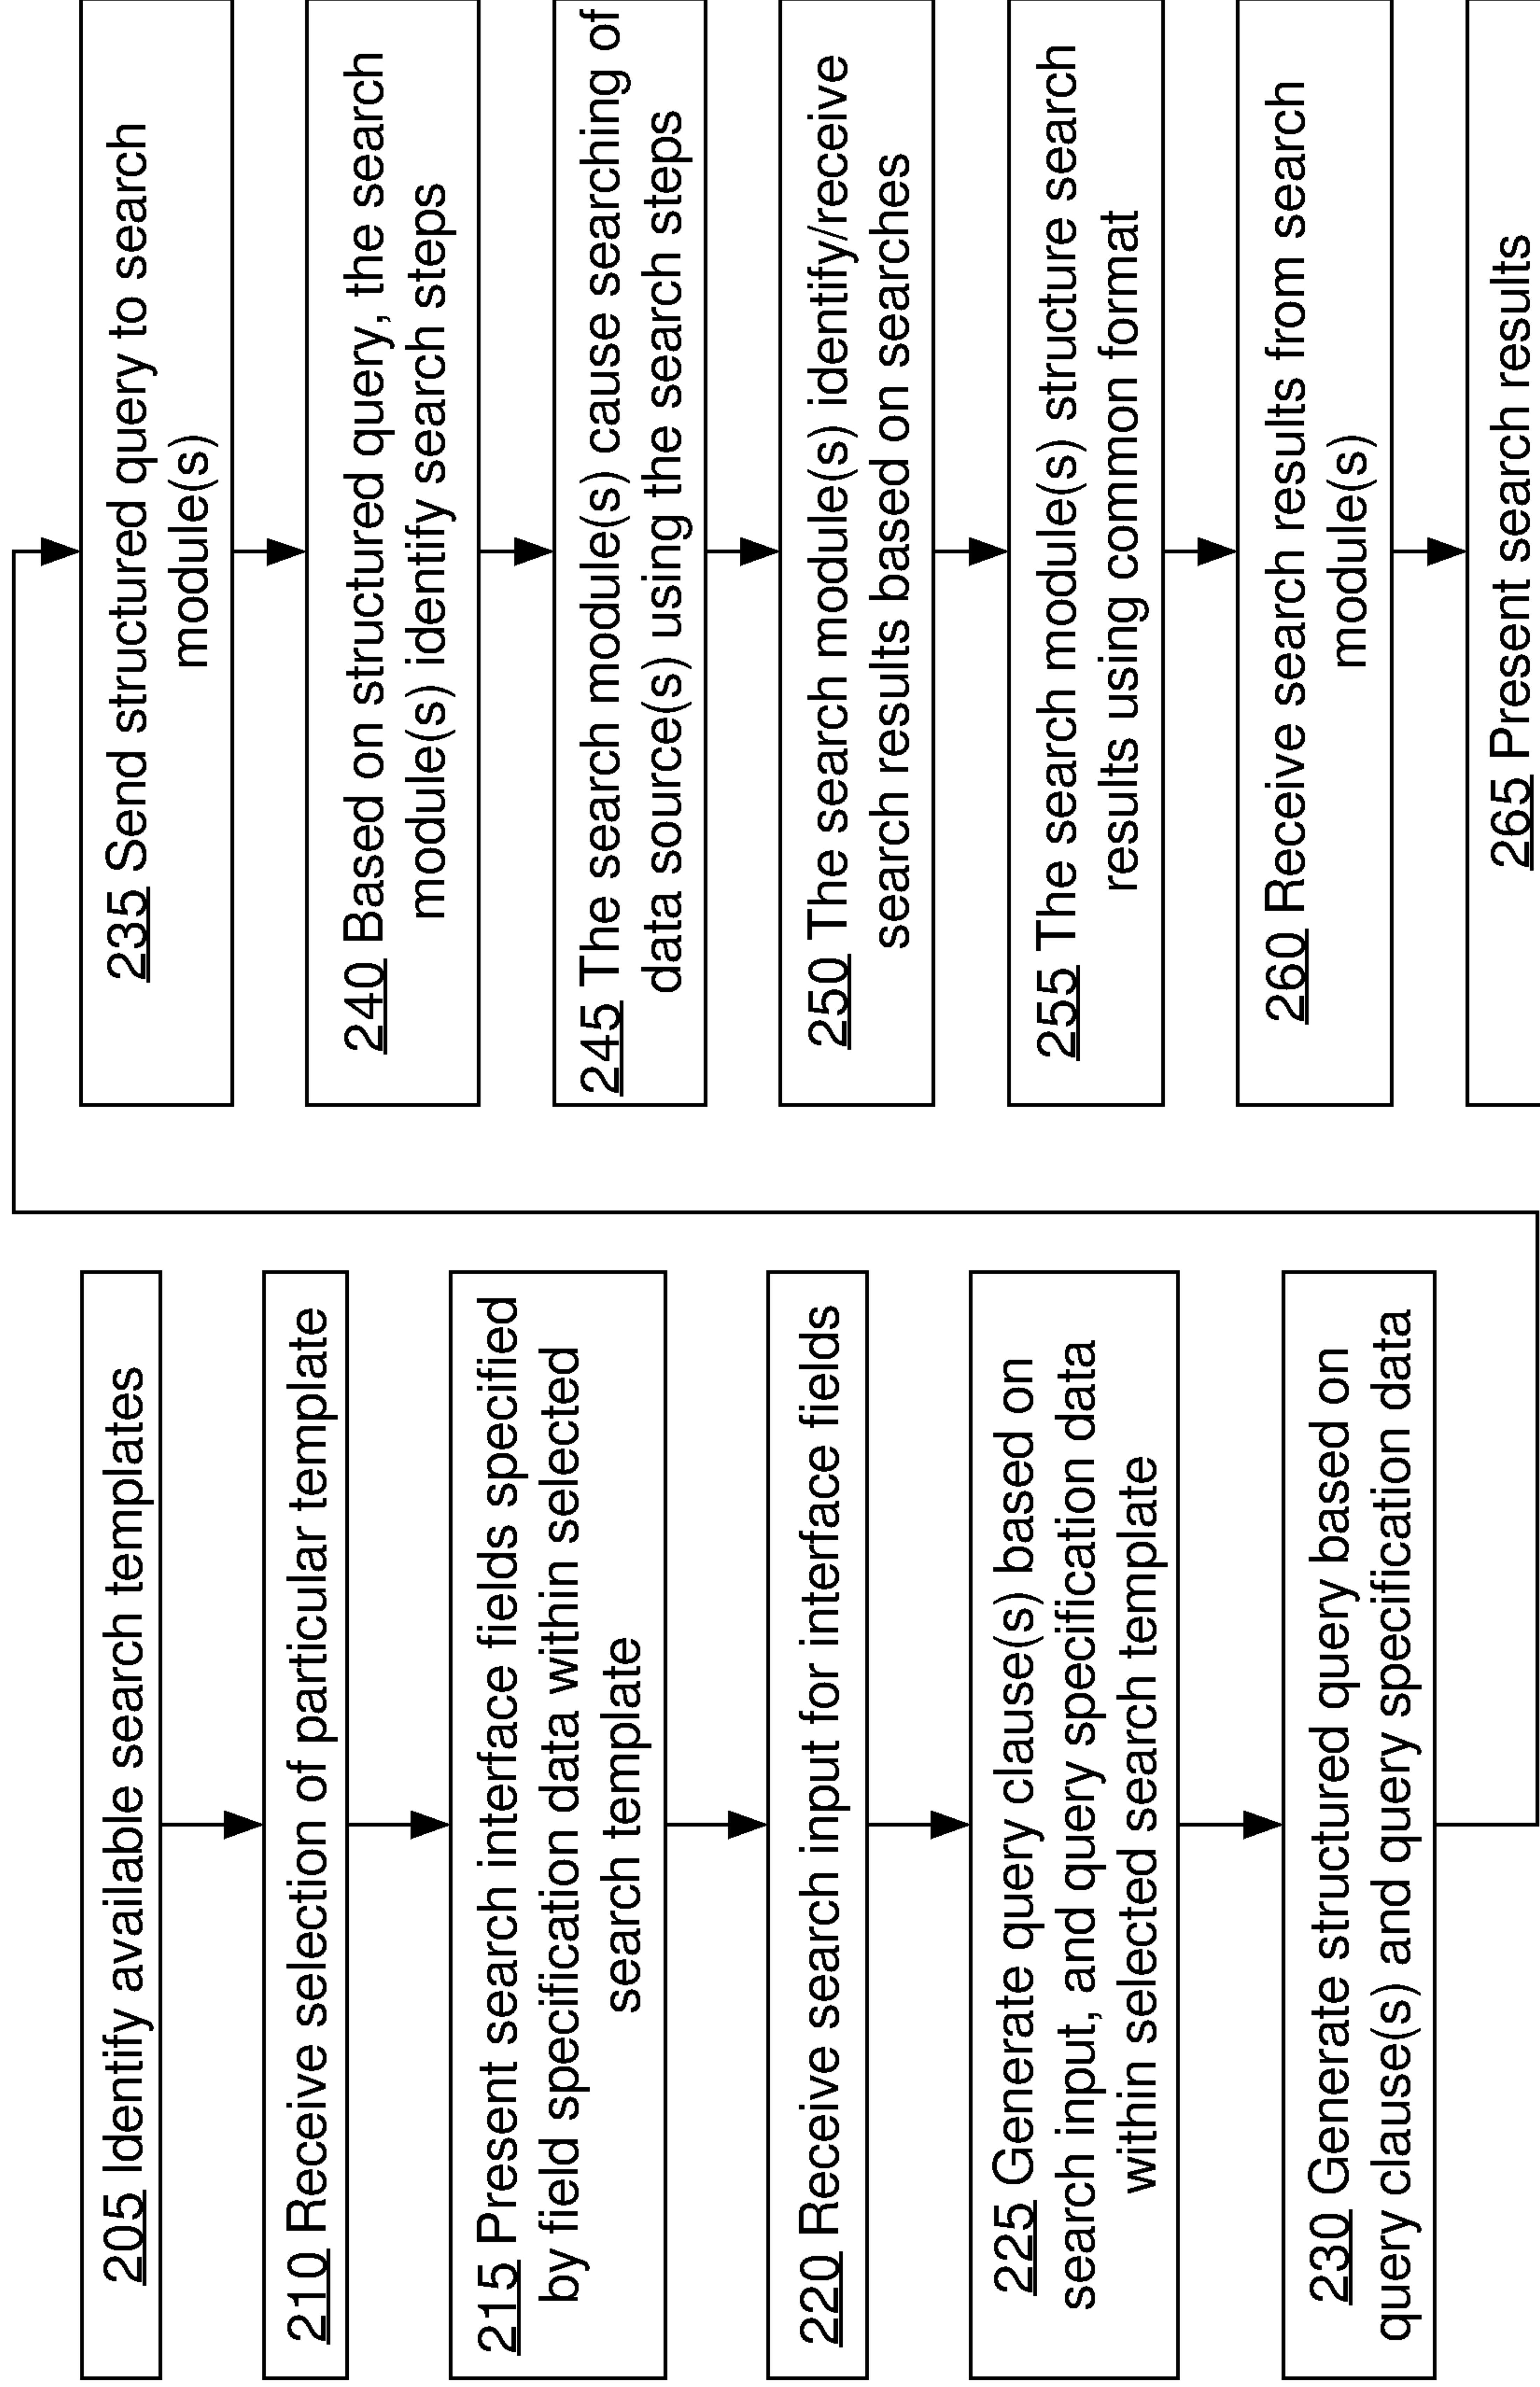 205 Identify available search templates
210 Receive selection of particular template
215 Present search interface fields specified
by field specification data within selected
search template
220 Receive search input for interface fields
225 Generate query clause(s) based on
search input, and query specification data
within selected search template
230 Generate structured query based on
query clause(s) and query specification data
235 Send structured query to search
module(s)
240 Based on structured query, the search
module(s) identify search steps
245 The search module(s) cause searching of
data source(s) using the search steps
250 The search module(s) identify/receive
search results based on searches
255 The search module(s) structure search
results using common format
260 Receive search results from search
module(s)
265 Present search results